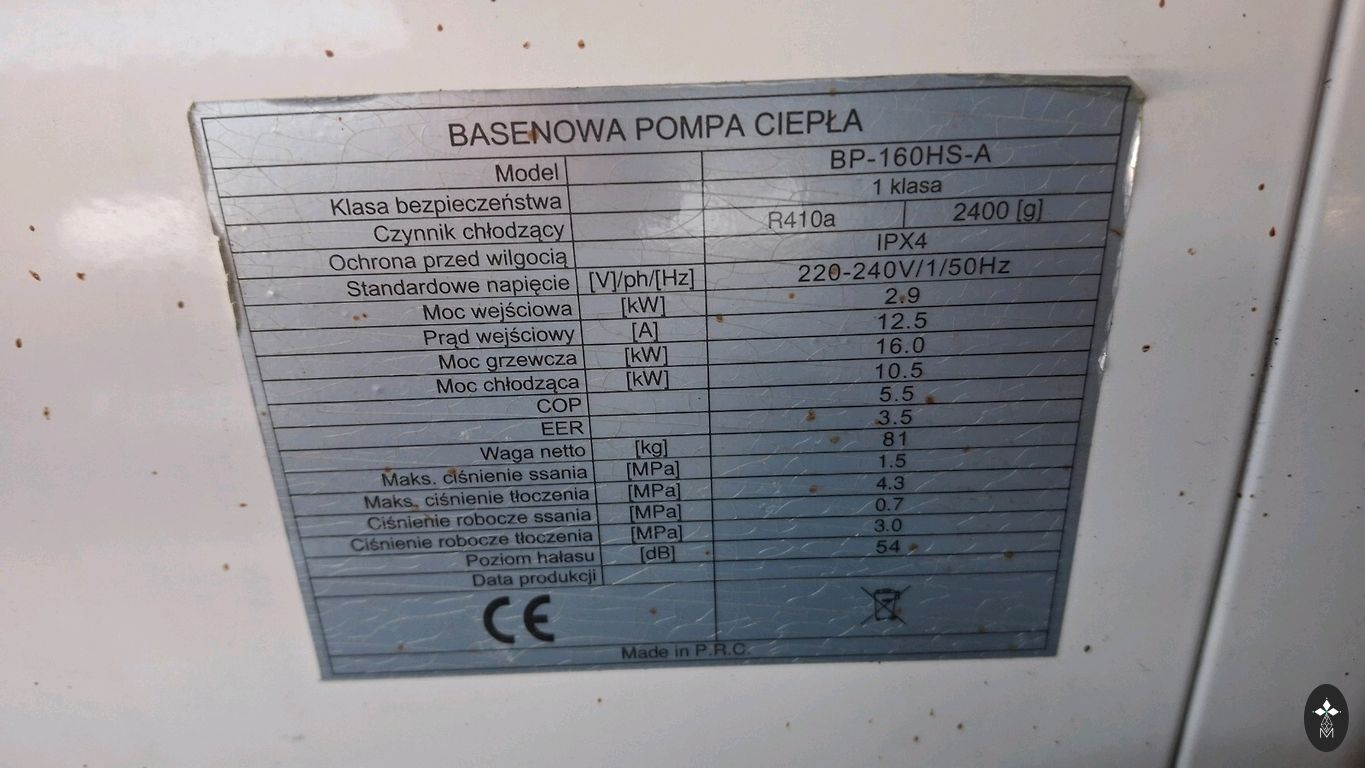 BASENOWA POMPA CIEPŁA
Model BP-160HS-A
Klasa bezpieczeństwa 1 klasa
Czynnik chłodzący R410a 2400 [g]
Ochrona przed wilgocią IPX4
Standardowe napięcie [V]/ph/[Hz] 220-240V/1/50Hz
Moc wejściowa [kW] 2.9
Prąd wejściowy [A] 12.5
Moc grzewcza [kW] 16.0
Moc chłodząca [kW] 10.5
COP 5.5
EER 3.5
Waga netto [kg] 81
Maks. ciśnienie ssania [MPa] 1.5
Maks. ciśnienie tłoczenia [MPa] 4.3
Ciśnienie robocze ssania [MPa] 0.7
Ciśnienie robocze tłoczenia [MPa] 3.0
Poziom hałasu [dB] 54
Data produkcji
CE
Made in P.R.C.
M